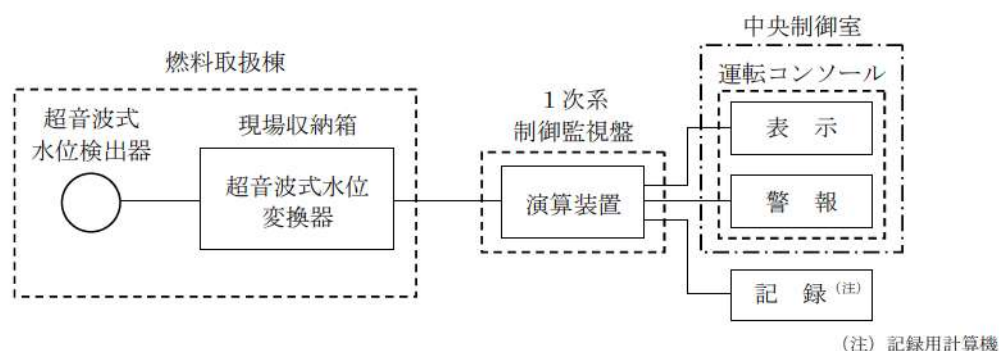 中央制御室
燃料取扱棟
運転コンソール
超音波式
水位検出器
現場収納箱
1次系
制御監視盤
表 示
超音波式水位
変換器
演算装置
警 報
記 録 (注)
(注) 記録用計算機